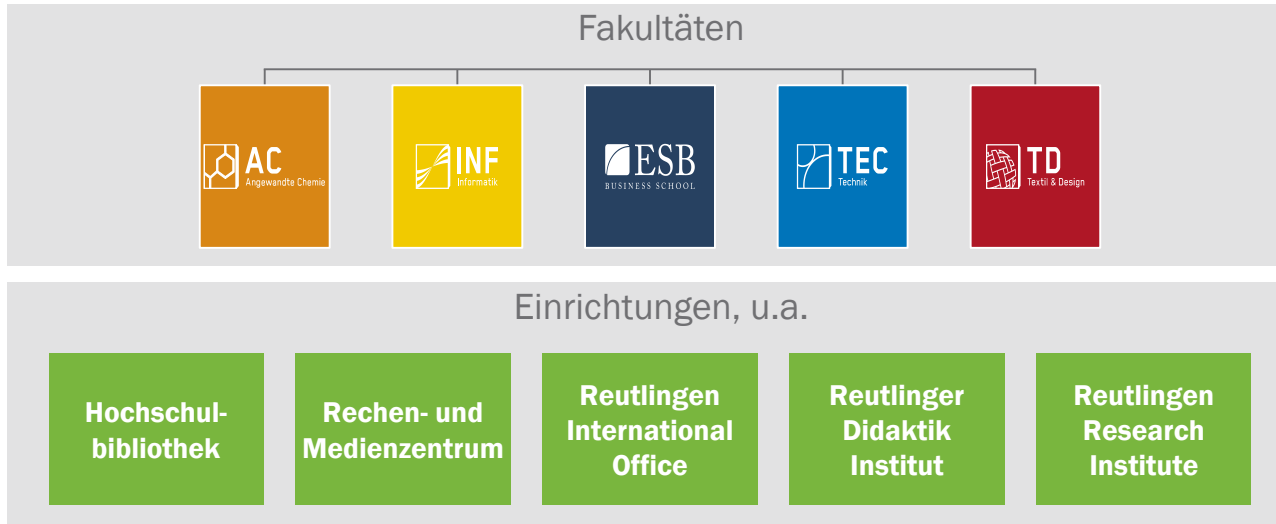 Fakultäten
AC
Angewandte Chemie
INF
Informatik
ESB
BUSINESS SCHOOL
TEC
Technik
TD
Textil & Design
Einrichtungen, u.a.
Hochschul-
bibliothek
Rechen- und
Medienzentrum
Reutlingen
International
Office
Reutlinger
Didaktik
Institut
Reutlingen
Research
Institute